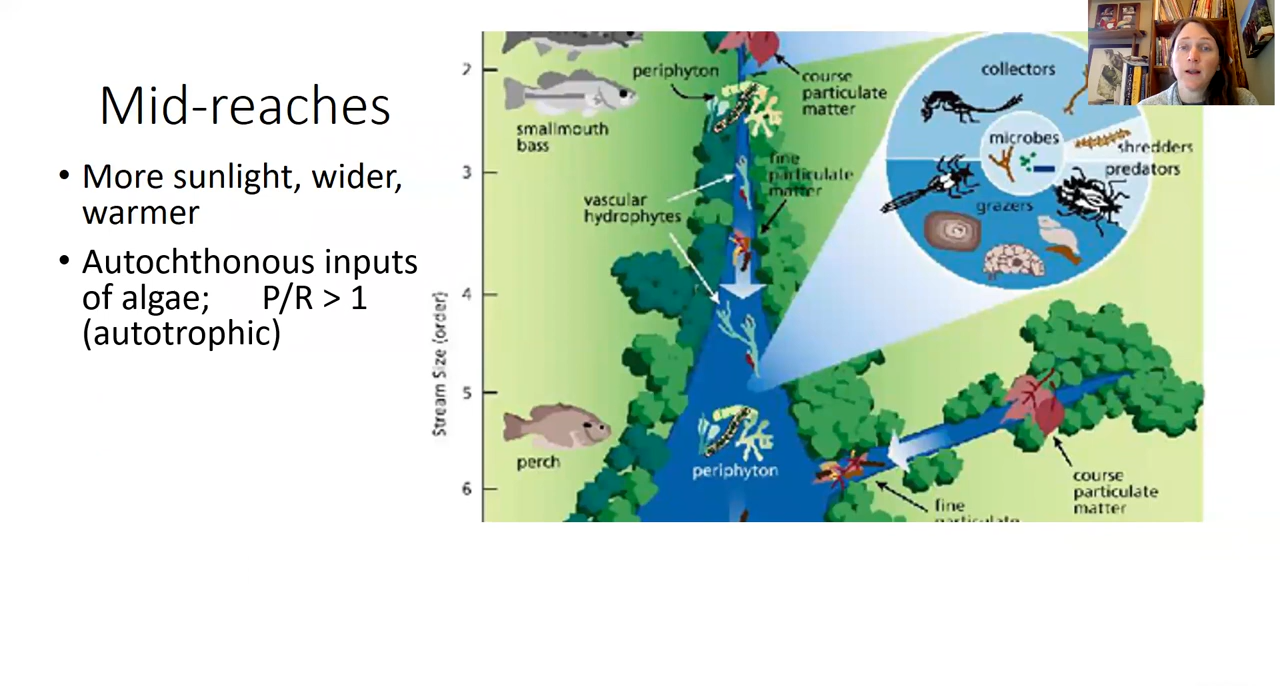 Mid-reaches
• More sunlight, wider,
warmer
• Autochthonous inputs
of algae; P/R > 1
(autotrophic)
Stream Size (order)
2
3
4
5
6
smallmouth
bass
perch
periphyton
course
particulate
matter
fine
particulate
matter
vascular
hydrophytes
collectors
microbes
shredders
predators
grazers
periphyton
course
particulate
matter
fine
particulate